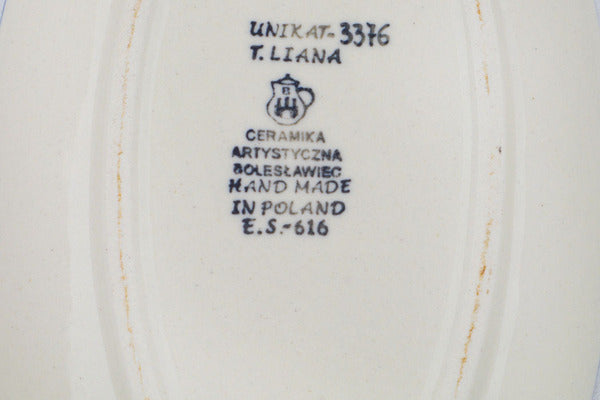 UNIKAT-3376
T. LIANA
B
CERAMIKA
ARTYSTYCZNA
BOLESŁAWIEC
HAND MADE
IN POLAND
E.S.-616